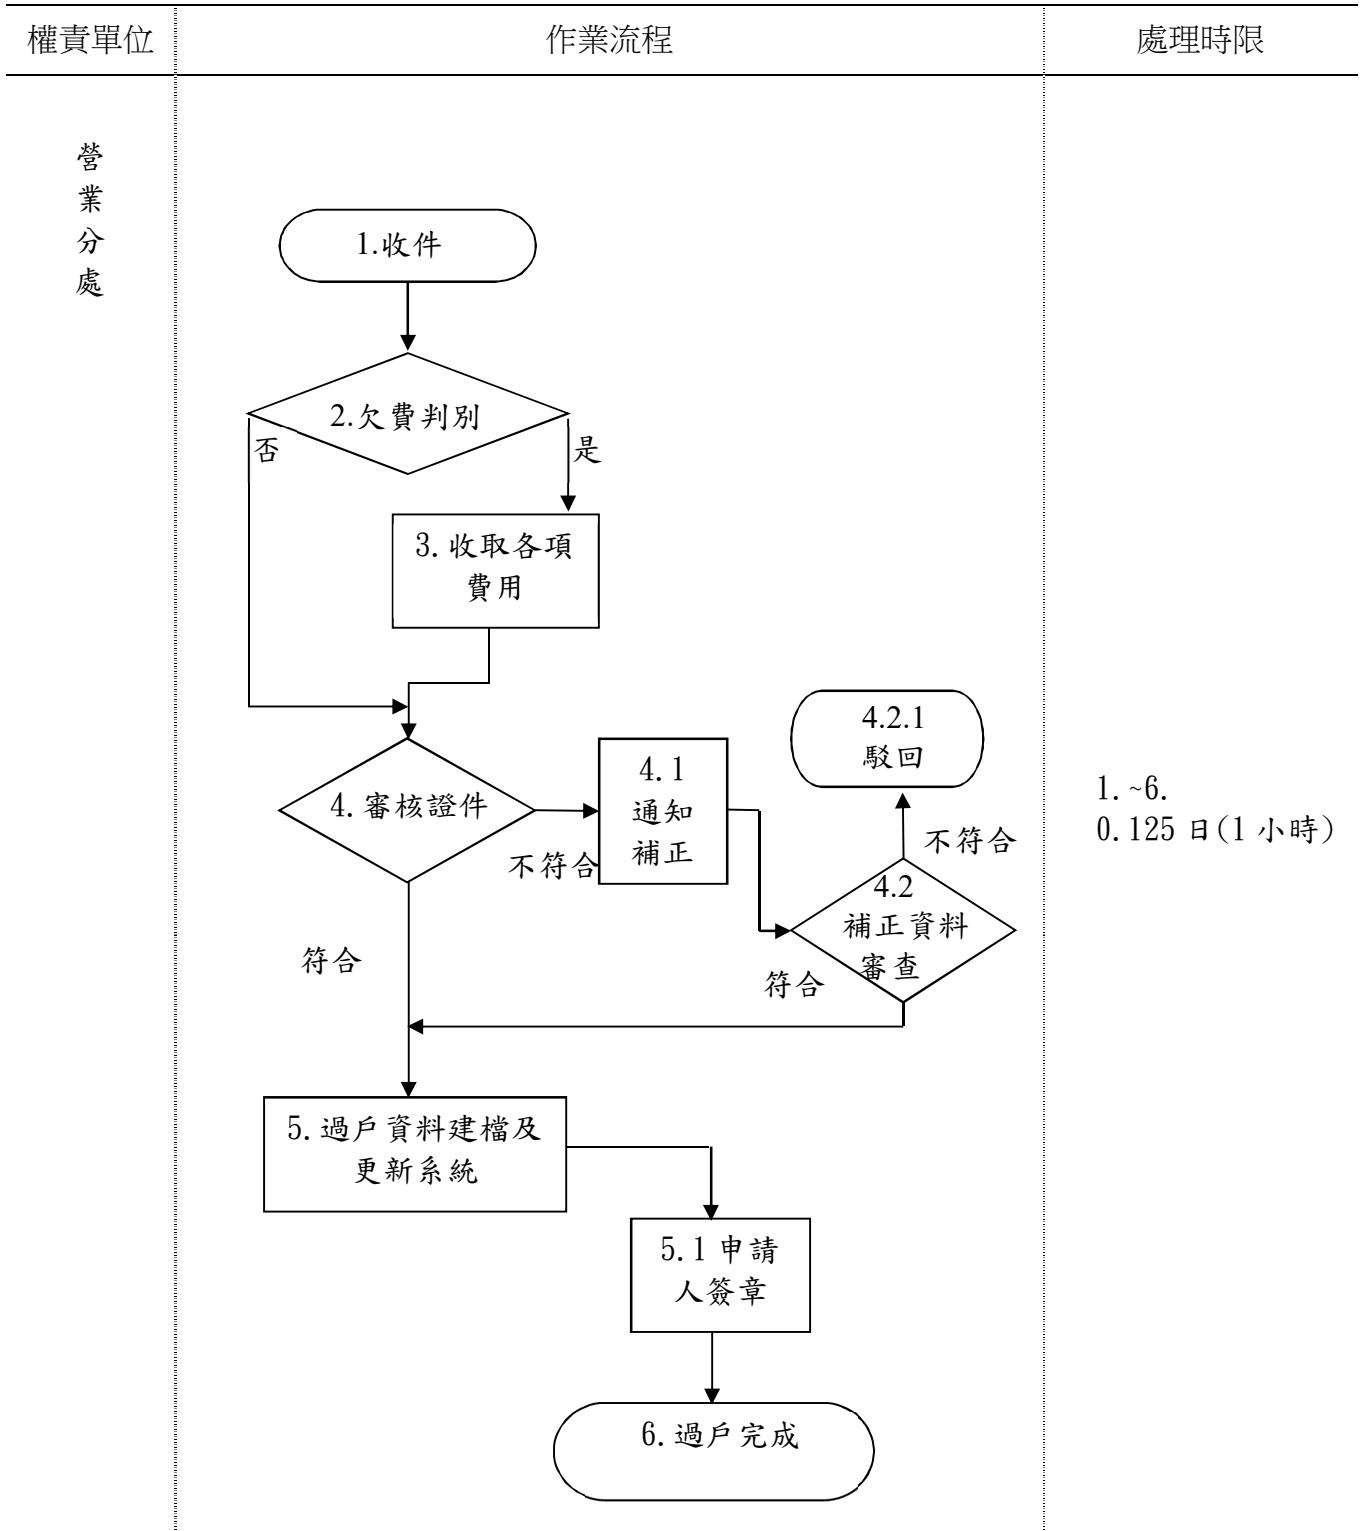 權責單位
作業流程
處理時限
營
業
分
處
1.收件
2.欠費判別
否
是
3.收取各項
費用
4.審核證件
不符合
符合
4.1
通知
補正
4.2.1
駁回
不符合
4.2
補正資料
審查
符合
1.~6.
0.125日(1小時)
5.過戶資料建檔及
更新系統
5.1申請
人簽章
6.過戶完成